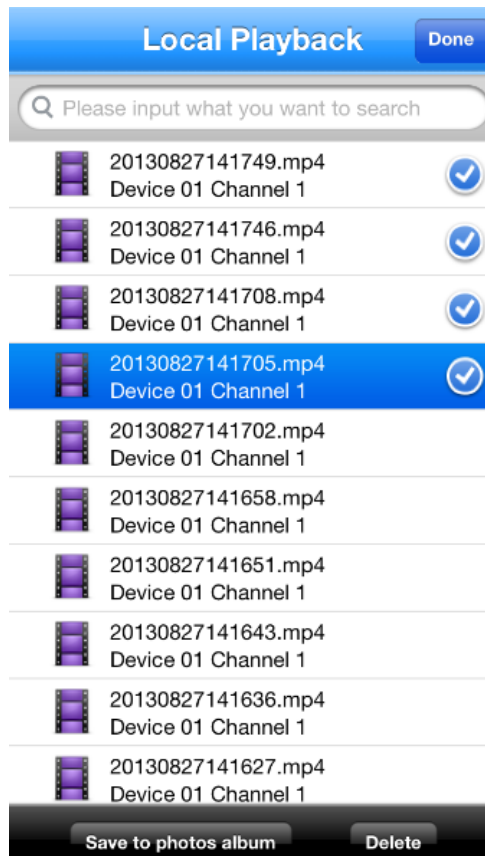 Local Playback
Done
Please input what you want to search
20130827141749.mp4
Device 01 Channel 1
20130827141746.mp4
Device 01 Channel 1
20130827141708.mp4
Device 01 Channel 1
20130827141705.mp4
Device 01 Channel 1
20130827141702.mp4
Device 01 Channel 1
20130827141658.mp4
Device 01 Channel 1
20130827141651.mp4
Device 01 Channel 1
20130827141643.mp4
Device 01 Channel 1
20130827141636.mp4
Device 01 Channel 1
20130827141627.mp4
Device 01 Channel 1
Save to photos album
Delete